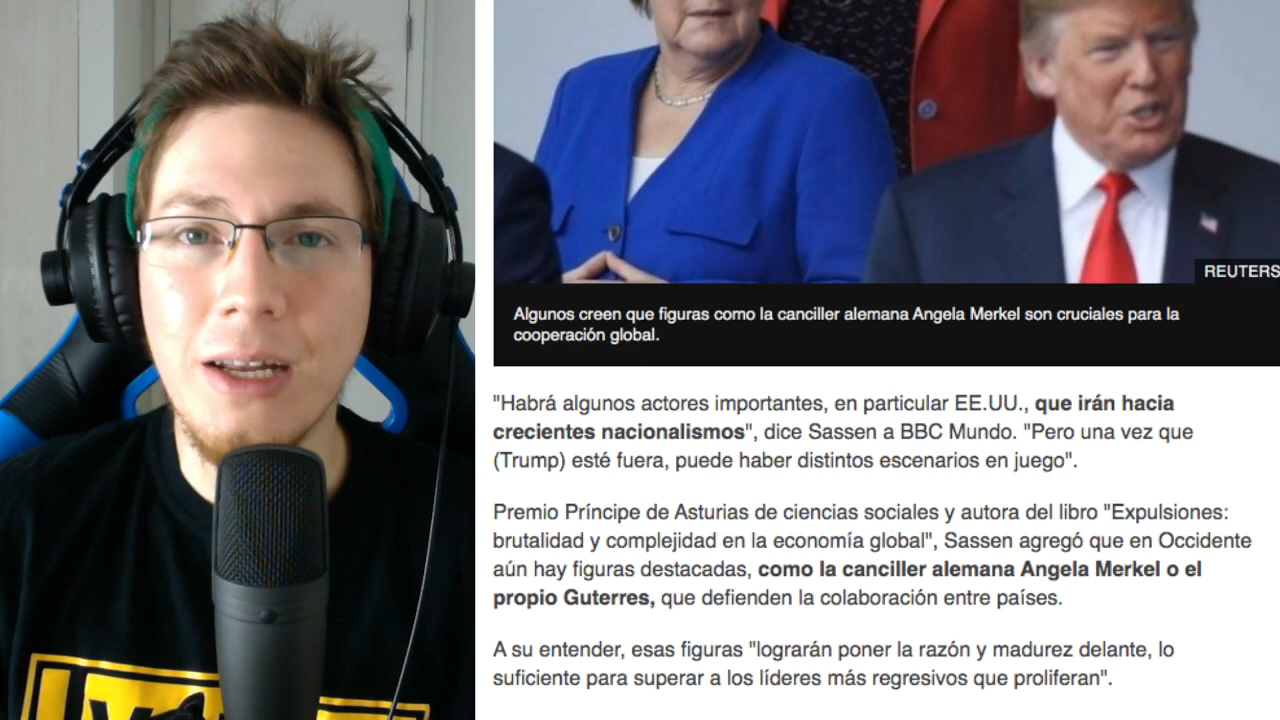 REUTERS
Algunos creen que figuras como la canciller alemana Angela Merkel son cruciales para la
cooperación global.
"Habrá algunos actores importantes, en particular EE.UU., que irán hacia
crecientes nacionalismos", dice Sassen a BBC Mundo. "Pero una vez que
(Trump) esté fuera, puede haber distintos escenarios en juego".
Premio Príncipe de Asturias de ciencias sociales y autora del libro "Expulsiones:
brutalidad y complejidad en la economía global", Sassen agregó que en Occidente
aún hay figuras destacadas, como la canciller alemana Angela Merkel o el
propio Guterres, que defienden la colaboración entre países.
A su entender, esas figuras "lograrán poner la razón y madurez delante, lo
suficiente para superar a los líderes más regresivos que proliferan".